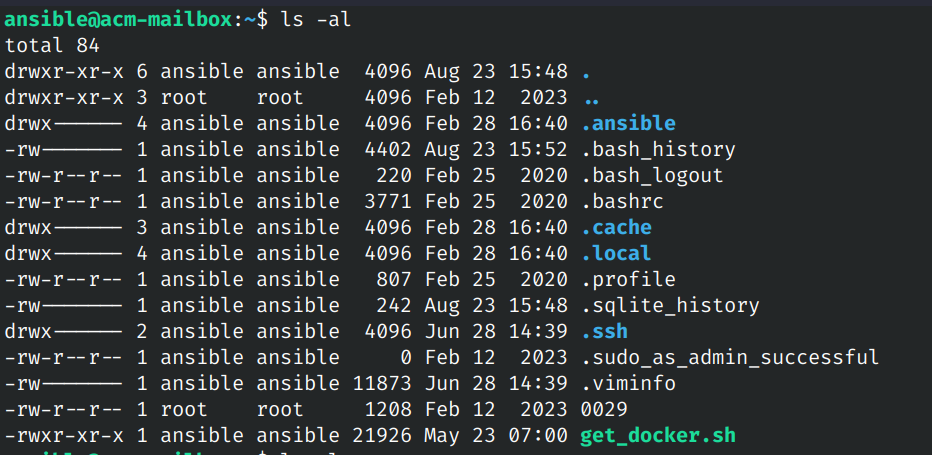 ansible@acm-mailbox:~$ ls -al
total 84
drwxr-xr-x 6 ansible ansible  4096 Aug 23 15:48 .
drwxr-xr-x 3 root    root     4096 Feb 12  2023 ..
drwx------ 4 ansible ansible  4096 Feb 28 16:40 .ansible
-rw------- 1 ansible ansible  4402 Aug 23 15:52 .bash_history
-rw-r--r-- 1 ansible ansible   220 Feb 25  2020 .bash_logout
-rw-r--r-- 1 ansible ansible  3771 Feb 25  2020 .bashrc
drwx------ 3 ansible ansible  4096 Feb 28 16:40 .cache
drwx------ 4 ansible ansible  4096 Feb 28 16:40 .local
-rw-r--r-- 1 ansible ansible   807 Feb 25  2020 .profile
-rw------- 1 ansible ansible   242 Aug 23 15:48 .sqlite_history
drwx------ 2 ansible ansible  4096 Jun 28 14:39 .ssh
-rw-r--r-- 1 ansible ansible     0 Feb 12  2023 .sudo_as_admin_successful
-rw------- 1 ansible ansible 11873 Jun 28 14:39 .viminfo
-rw-r--r-- 1 root    root     1208 Feb 12  2023 0029
-rwxr-xr-x 1 ansible ansible 21926 May 23 07:00 get_docker.sh